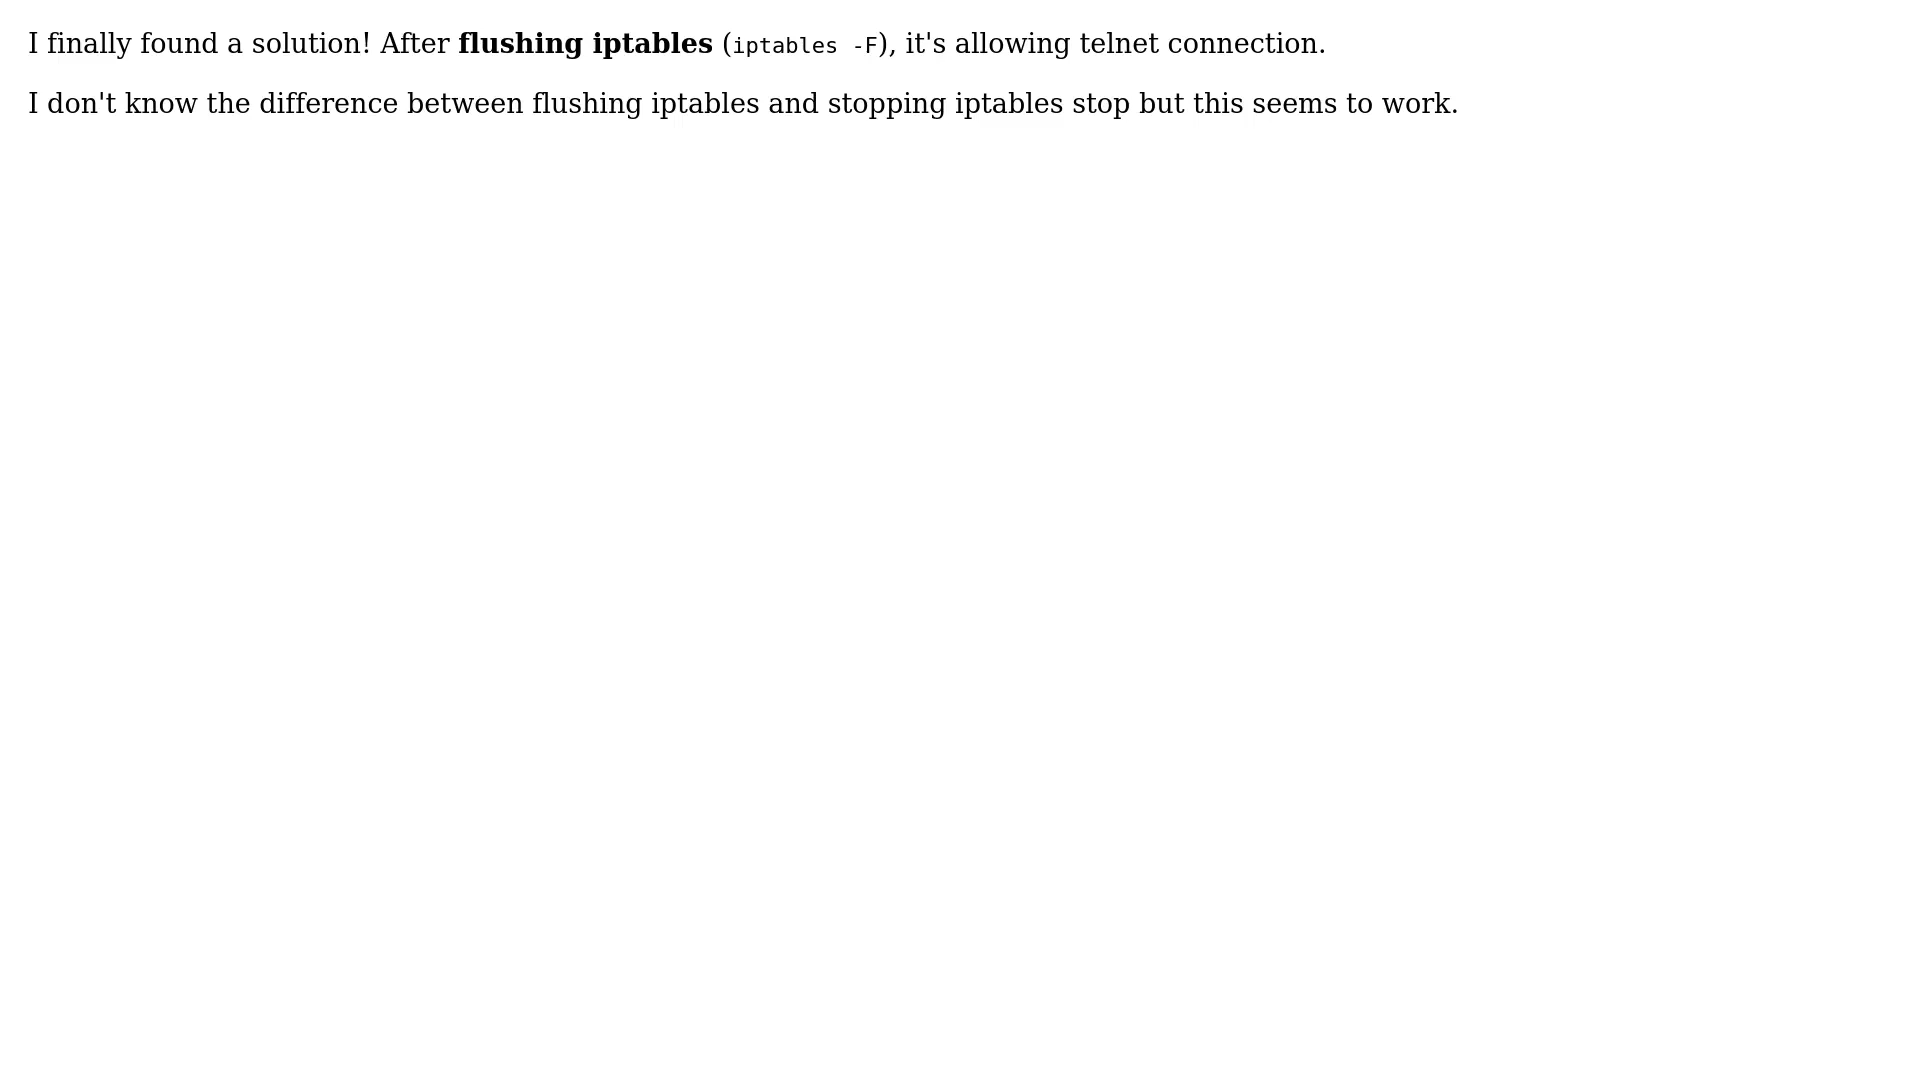 I finally found a solution! After flushing iptables (iptables -F), it's allowing telnet connection.
I don't know the difference between flushing iptables and stopping iptables stop but this seems to work.